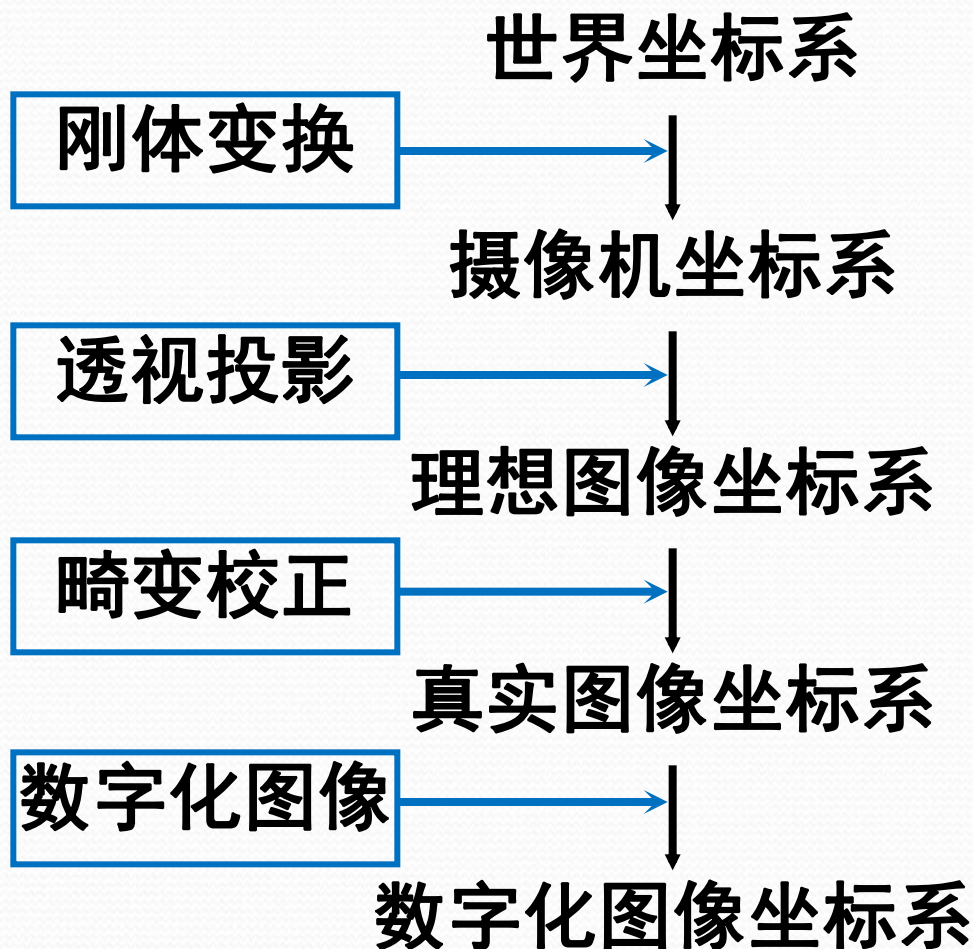 世界坐标系
刚体变换
摄像机坐标系
透视投影
理想图像坐标系
畸变校正
真实图像坐标系
数字化图像
数字化图像坐标系